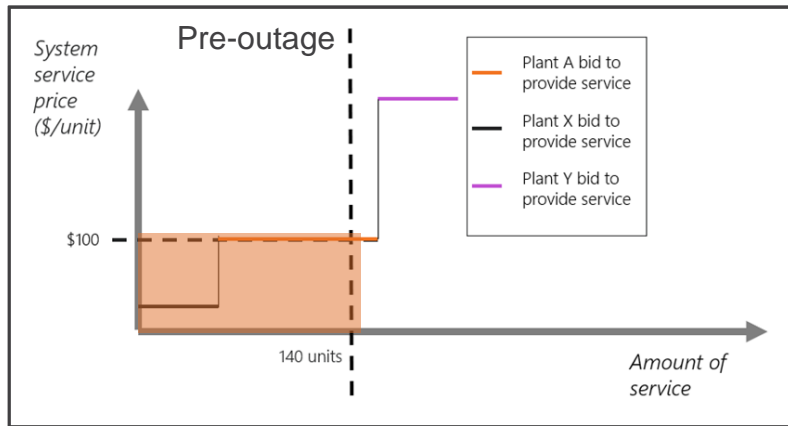 Pre-outage
System
service
price
($/unit)
Plant A bid to
provide service
Plant X bid to
provide service
Plant Y bid to
provide service
$100
140 units
Amount of
service